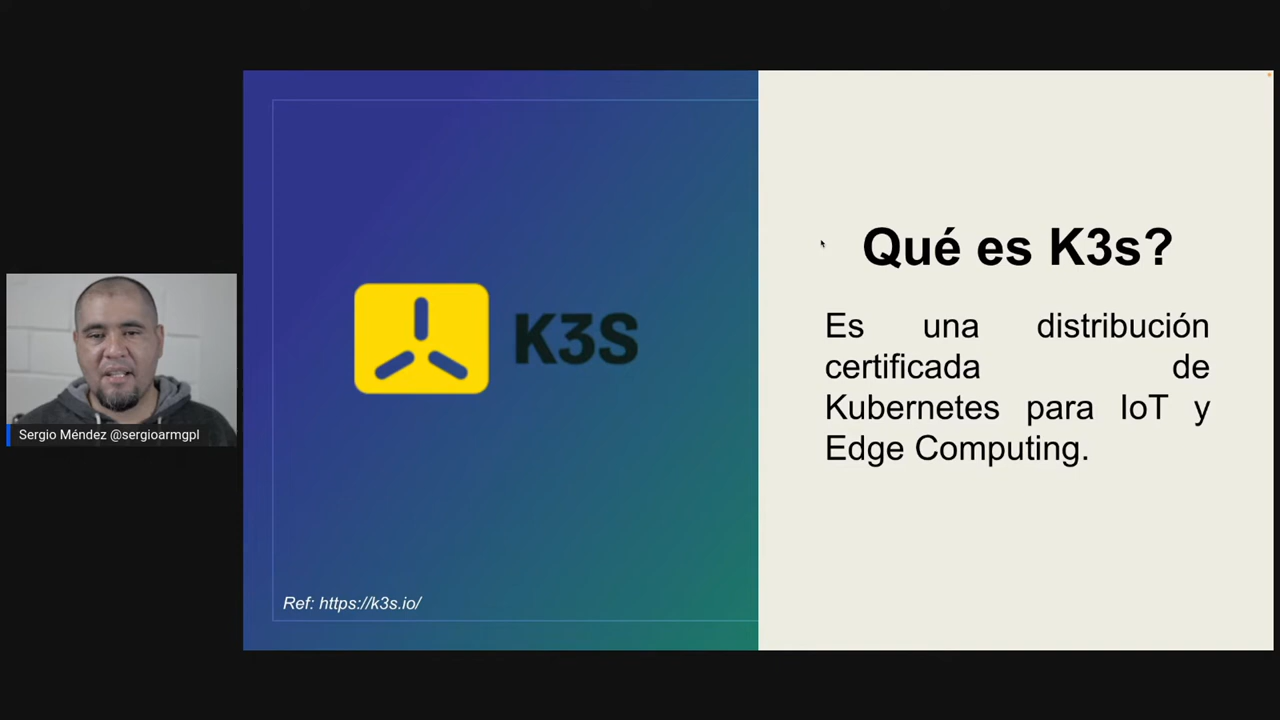 Qué es K3s?
Es una distribución
certificada de
Kubernetes para IoT y
Edge Computing.
K3S
Ref: https://k3s.io/
Sergio Méndez @sergioarmgpl